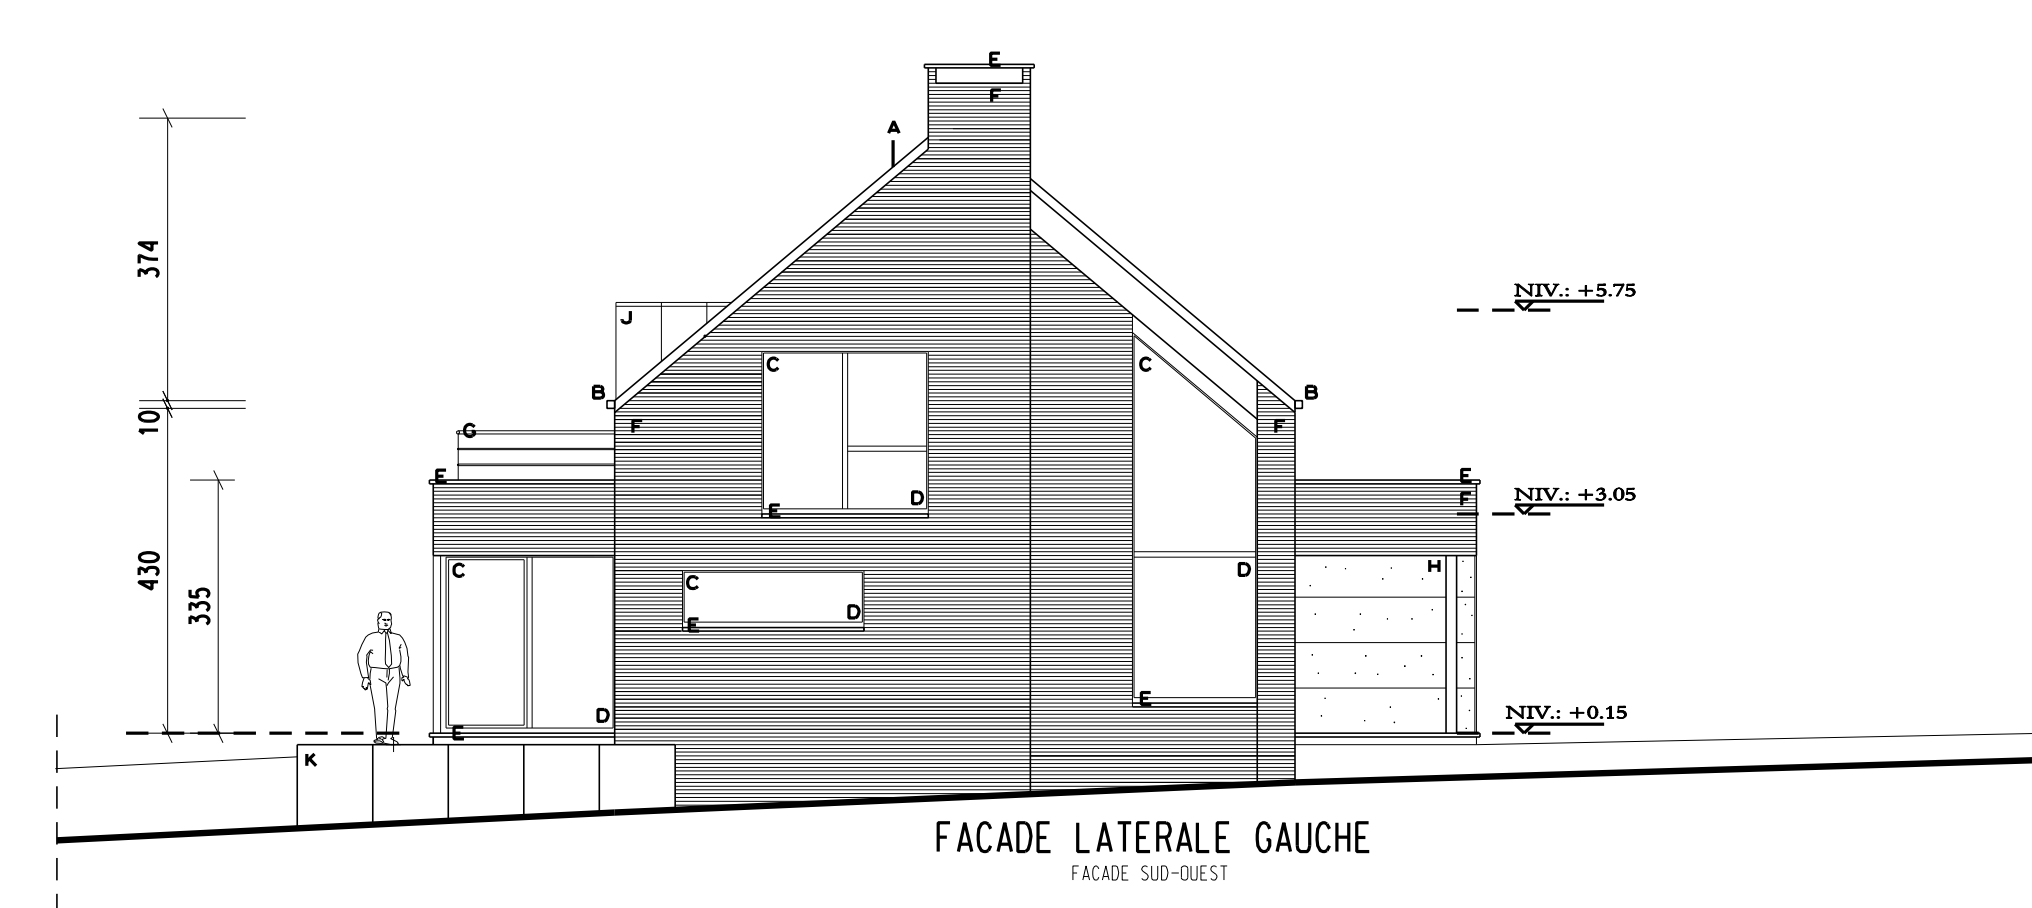 E
F
A
374
NIV.: +5.75
J
C
C
B
B
10
G
F
F
E
E
F
NIV.: +3.05
D
E
430
C
C
D
H
335
D
E
E
NIV.: +0.15
D
E
K
FACADE LATERALE GAUCHE
FACADE SUD-OUEST